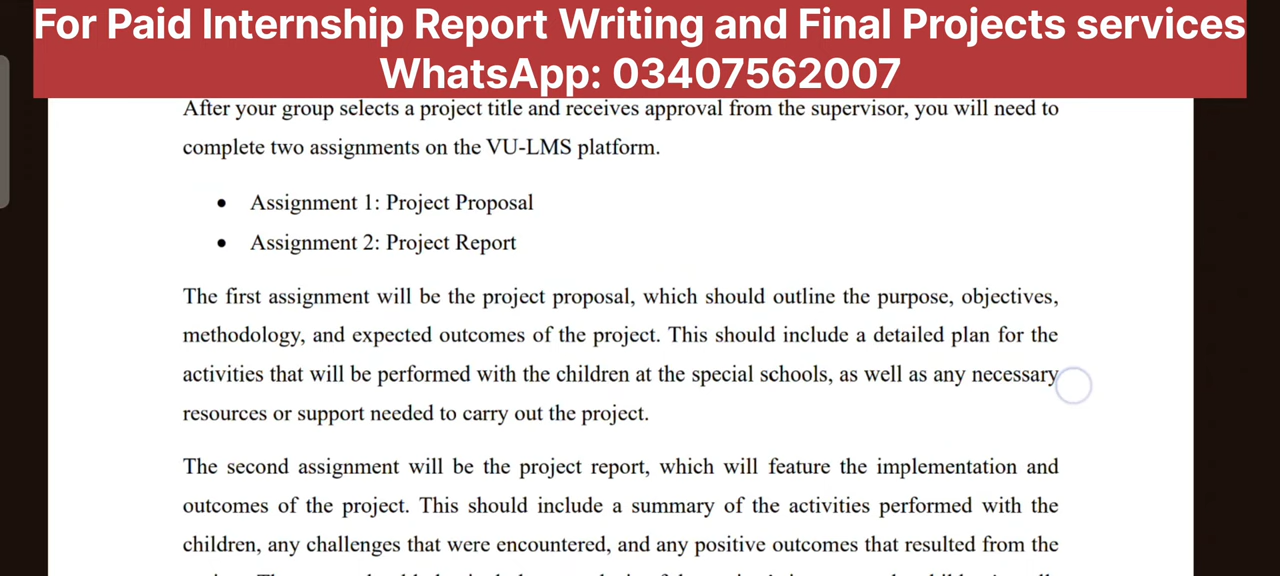 For Paid Internship Report Writing and Final Projects services
WhatsApp: 03407562007
After your group selects a project title and receives approval from the supervisor, you will need to
complete two assignments on the VU-LMS platform.
• Assignment 1: Project Proposal
• Assignment 2: Project Report
The first assignment will be the project proposal, which should outline the purpose, objectives,
methodology, and expected outcomes of the project. This should include a detailed plan for the
activities that will be performed with the children at the special schools, as well as any necessary
resources or support needed to carry out the project.
The second assignment will be the project report, which will feature the implementation and
outcomes of the project. This should include a summary of the activities performed with the
children, any challenges that were encountered, and any positive outcomes that resulted from the